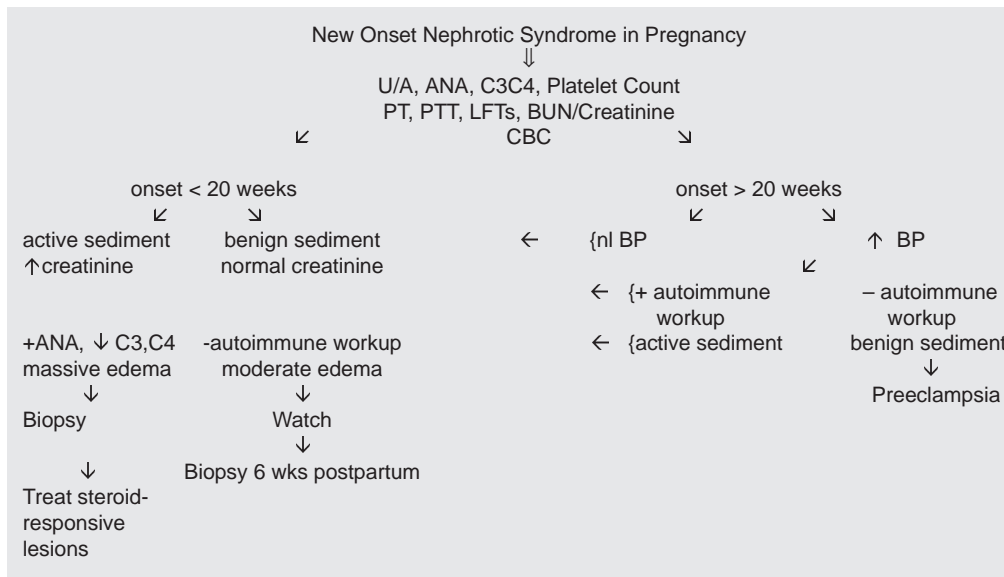 New Onset Nephrotic Syndrome in Pregnancy
⇓
U/A, ANA, C3C4, Platelet Count
PT, PTT, LFTs, BUN/Creatinine
↙ CBC ↘
onset < 20 weeks onset > 20 weeks
↙ ↘ ↙ ↘
active sediment benign sediment ← {nl BP ↑ BP
↑creatinine normal creatinine ↙
← {+ autoimmune – autoimmune
workup workup
+ANA, ↓ C3,C4 -autoimmune workup ← {active sediment benign sediment
massive edema moderate edema ↓
↓ ↓ Preeclampsia
Biopsy Watch
↓
↓ Biopsy 6 wks postpartum
Treat steroid-
responsive
lesions